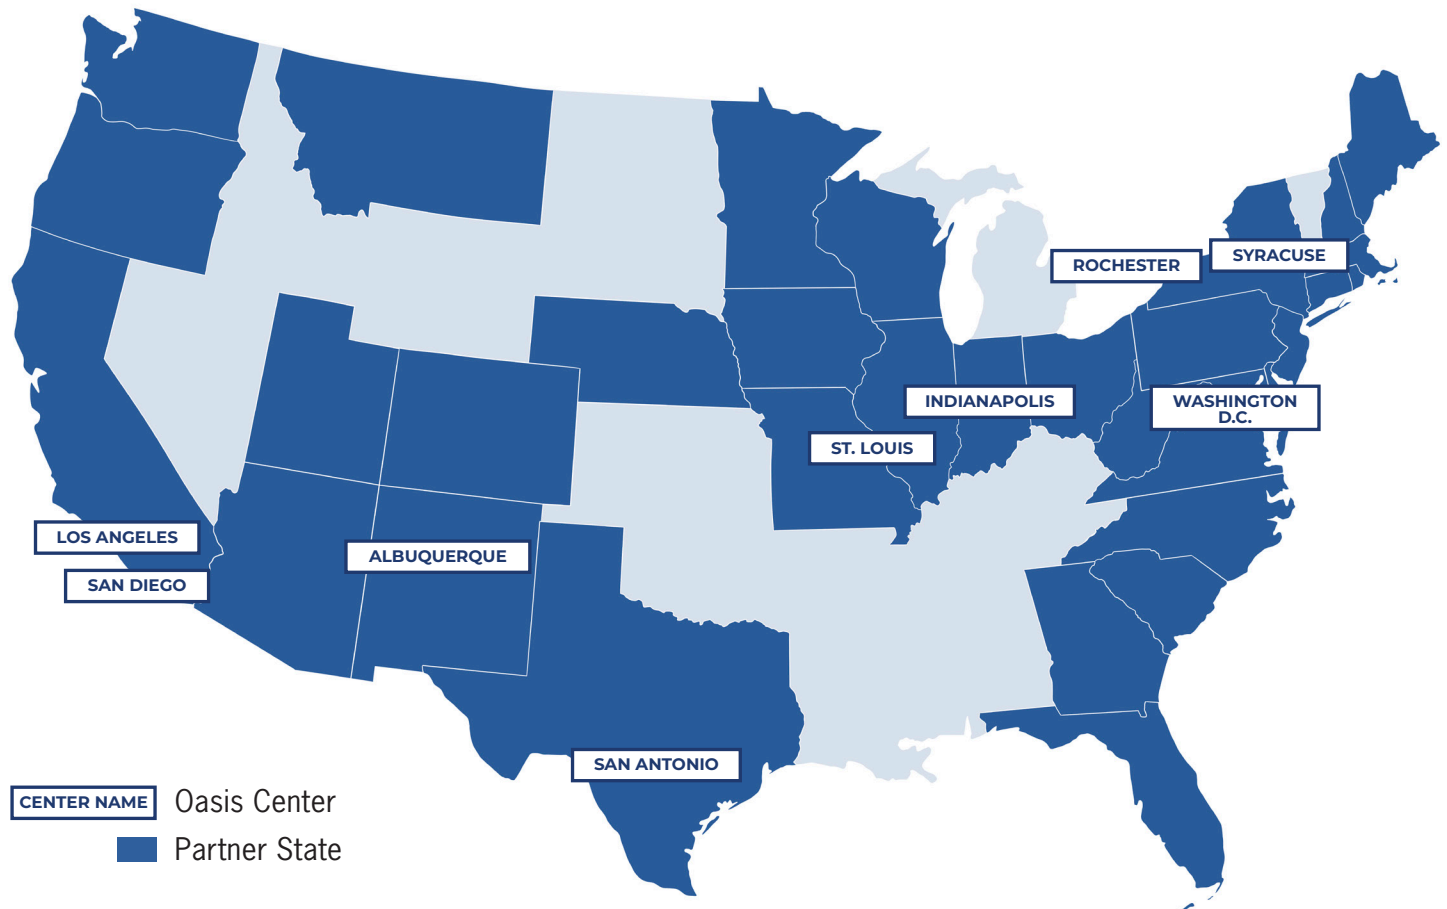 SYRACUSE
ROCHESTER
INDIANAPOLIS
WASHINGTON
D.C.
ST. LOUIS
LOS ANGELES
ALBUQUERQUE
SAN DIEGO
SAN ANTONIO
CENTER NAME Oasis Center
Partner State